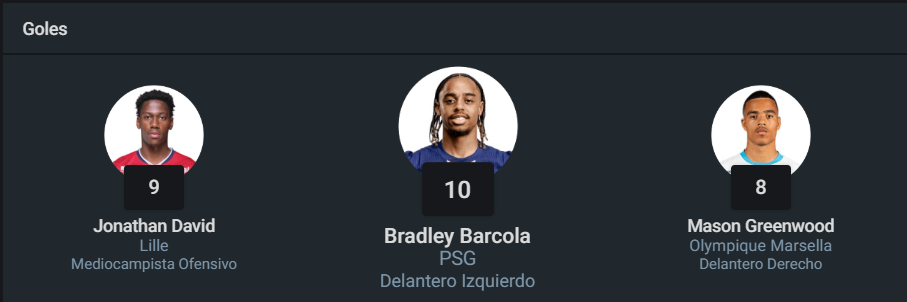 Goles
9
Jonathan David
Lille
Mediocampista Ofensivo
10
Bradley Barcola
PSG
Delantero Izquierdo
8
Mason Greenwood
Olympique Marsella
Delantero Derecho